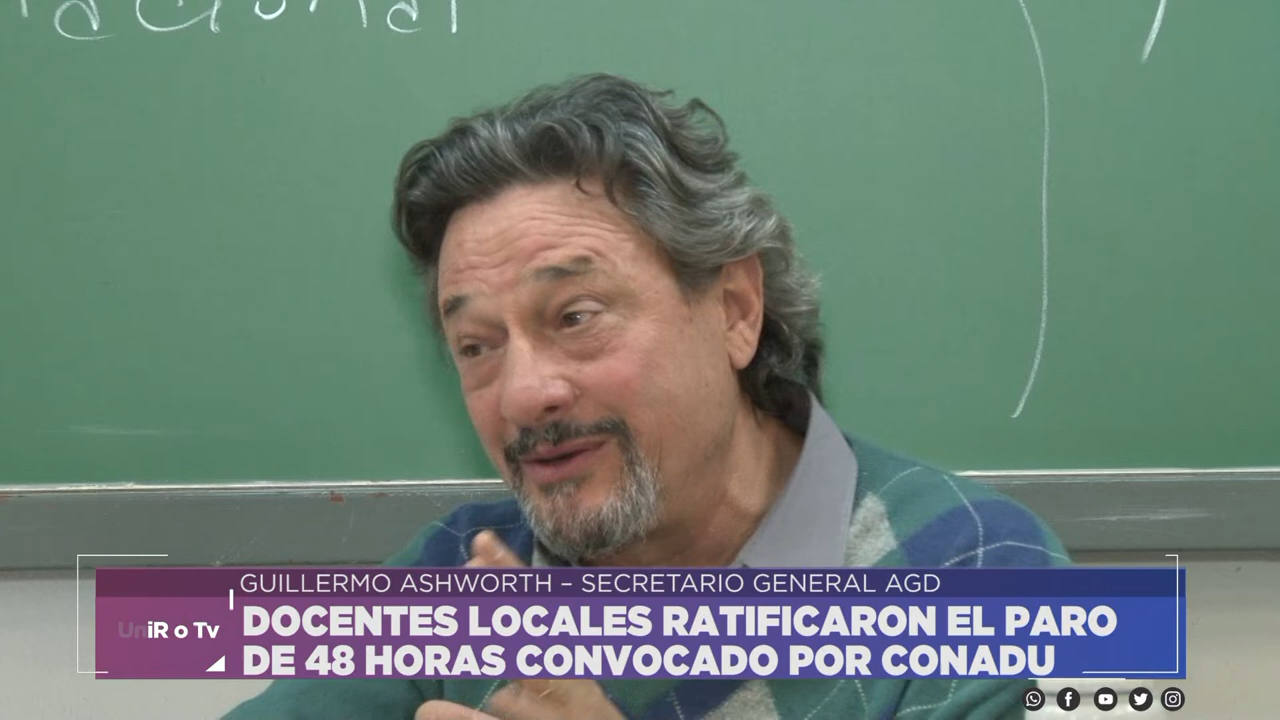 GUILLERMO ASHWORTH – SECRETARIO GENERAL AGD
UniR o Tv
DOCENTES LOCALES RATIFICARON EL PARO
DE 48 HORAS CONVOCADO POR CONADU